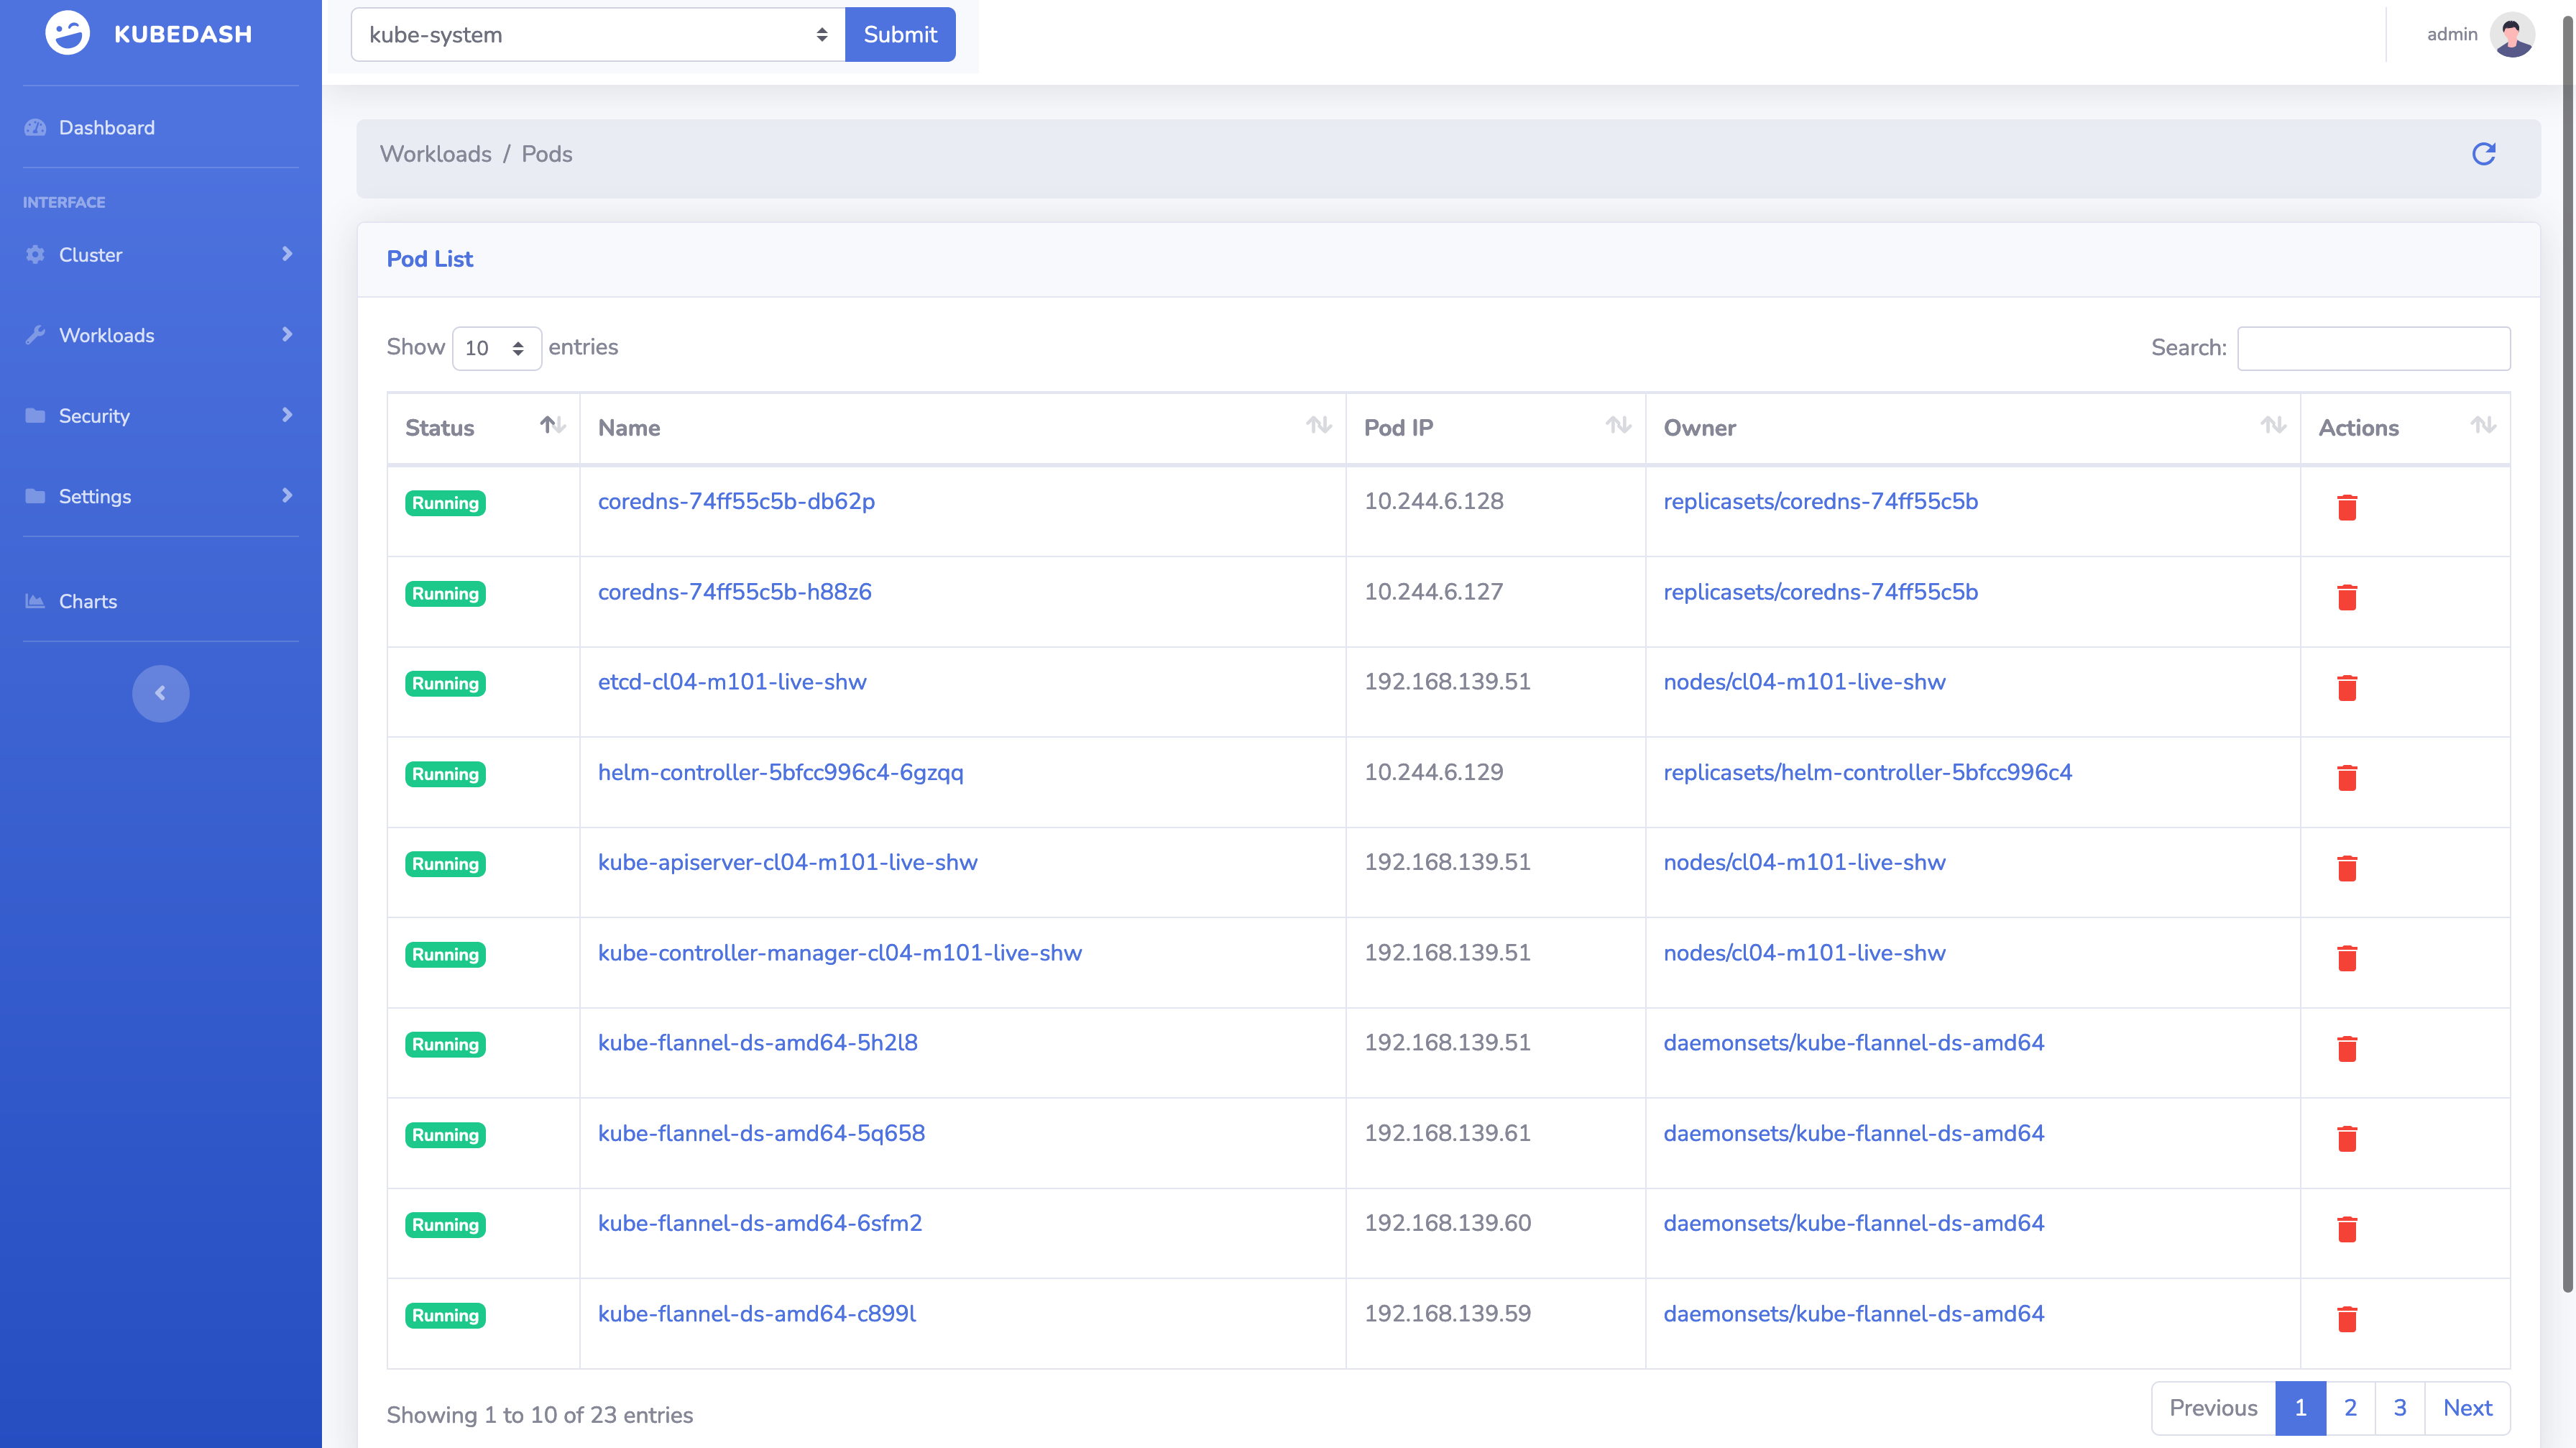 KUBEDASH
kube-system
Submit
admin
Dashboard
INTERFACE
Cluster
Workloads
Security
Settings
Charts
Workloads / Pods
Pod List
Show 10 entries
Search:
Status Name Pod IP Owner Actions
Running coredns-74ff55c5b-db62p 10.244.6.128 replicasets/coredns-74ff55c5b
Running coredns-74ff55c5b-h88z6 10.244.6.127 replicasets/coredns-74ff55c5b
Running etcd-cl04-m101-live-shw 192.168.139.51 nodes/cl04-m101-live-shw
Running helm-controller-5bfcc996c4-6gzqq 10.244.6.129 replicasets/helm-controller-5bfcc996c4
Running kube-apiserver-cl04-m101-live-shw 192.168.139.51 nodes/cl04-m101-live-shw
Running kube-controller-manager-cl04-m101-live-shw 192.168.139.51 nodes/cl04-m101-live-shw
Running kube-flannel-ds-amd64-5h2l8 192.168.139.51 daemonsets/kube-flannel-ds-amd64
Running kube-flannel-ds-amd64-5q658 192.168.139.61 daemonsets/kube-flannel-ds-amd64
Running kube-flannel-ds-amd64-6sfm2 192.168.139.60 daemonsets/kube-flannel-ds-amd64
Running kube-flannel-ds-amd64-c899l 192.168.139.59 daemonsets/kube-flannel-ds-amd64
Showing 1 to 10 of 23 entries
Previous 1 2 3 Next